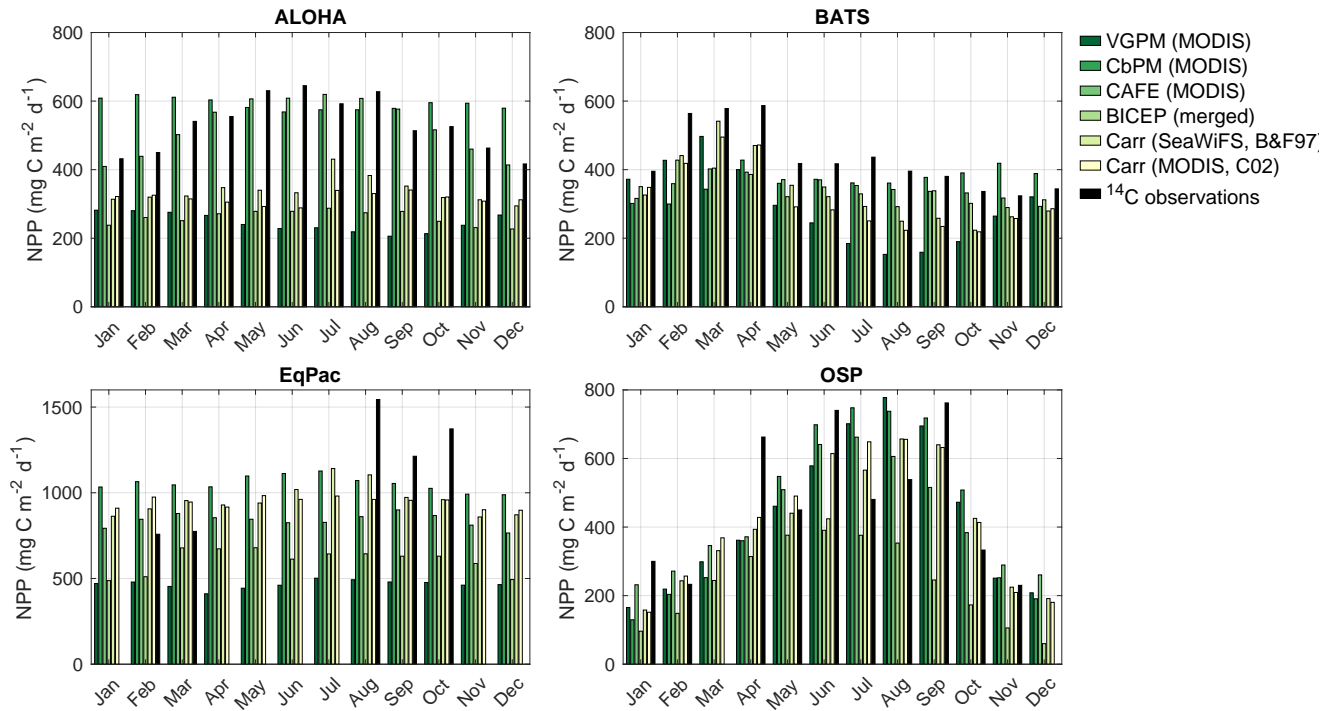 ALOHA
800
600
400
200
0
NPP (mg C m-2 d-1)
Jan Feb Mar Apr May Jun Jul Aug Sep Oct Nov Dec
BATS
800
600
400
200
0
NPP (mg C m-2 d-1)
Jan Feb Mar Apr May Jun Jul Aug Sep Oct Nov Dec
VGPM (MODIS)
CbPM (MODIS)
CAFE (MODIS)
BICEP (merged)
Carr (SeaWiFS, B&F97)
Carr (MODIS, C02)
14C observations
EqPac
1500
1000
500
0
NPP (mg C m-2 d-1)
Jan Feb Mar Apr May Jun Jul Aug Sep Oct Nov Dec
OSP
800
600
400
200
0
NPP (mg C m-2 d-1)
Jan Feb Mar Apr May Jun Jul Aug Sep Oct Nov Dec